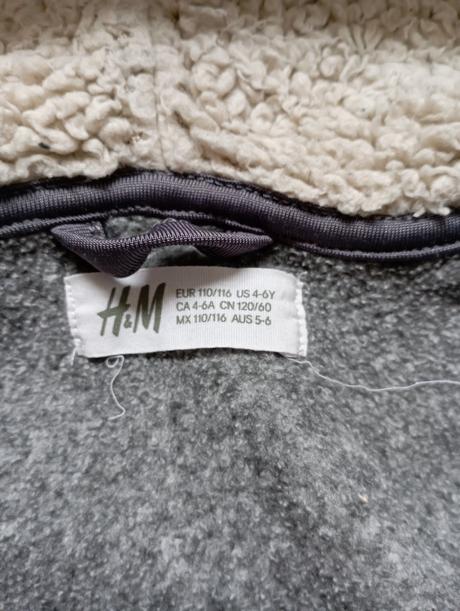 H&M
EUR 110/116 US 4-6Y
CA 4-6A CN 120/60
MX 110/116 AUS 5-6